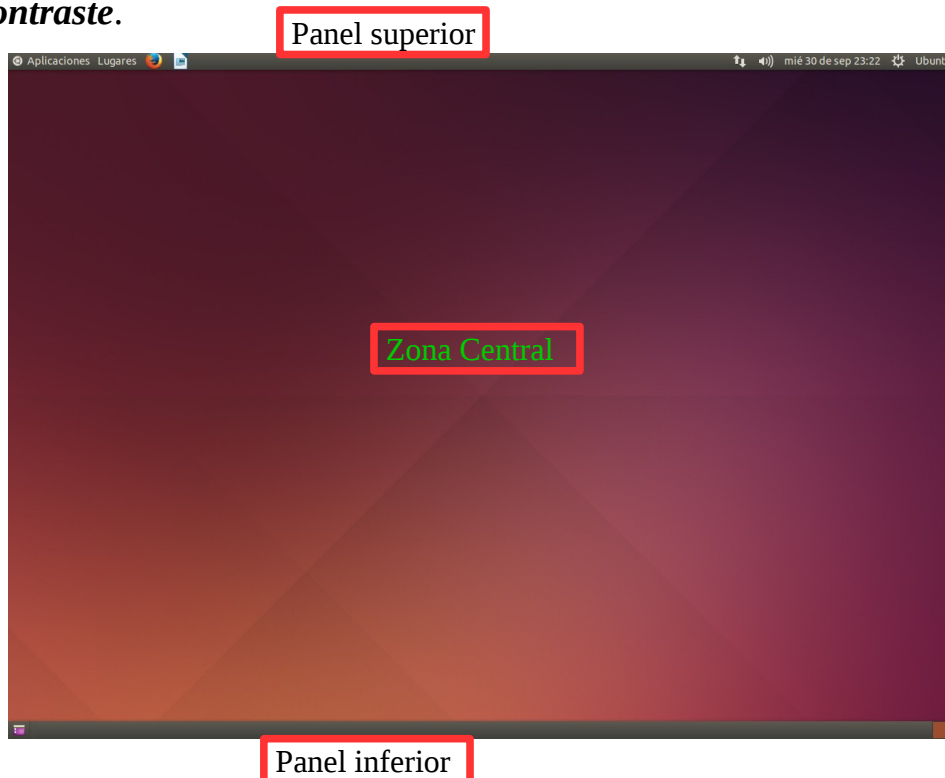 ontraste.
Panel superior
Aplicaciones Lugares mié 30 de sep 23:22 Ubunt
Zona Central
Panel inferior